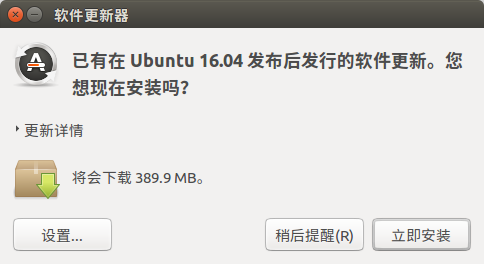 软件更新器
已有在 Ubuntu 16.04 发布后发行的软件更新。您
想现在安装吗？
更新详情
将会下载 389.9 MB。
设置...
稍后提醒(R)
立即安装